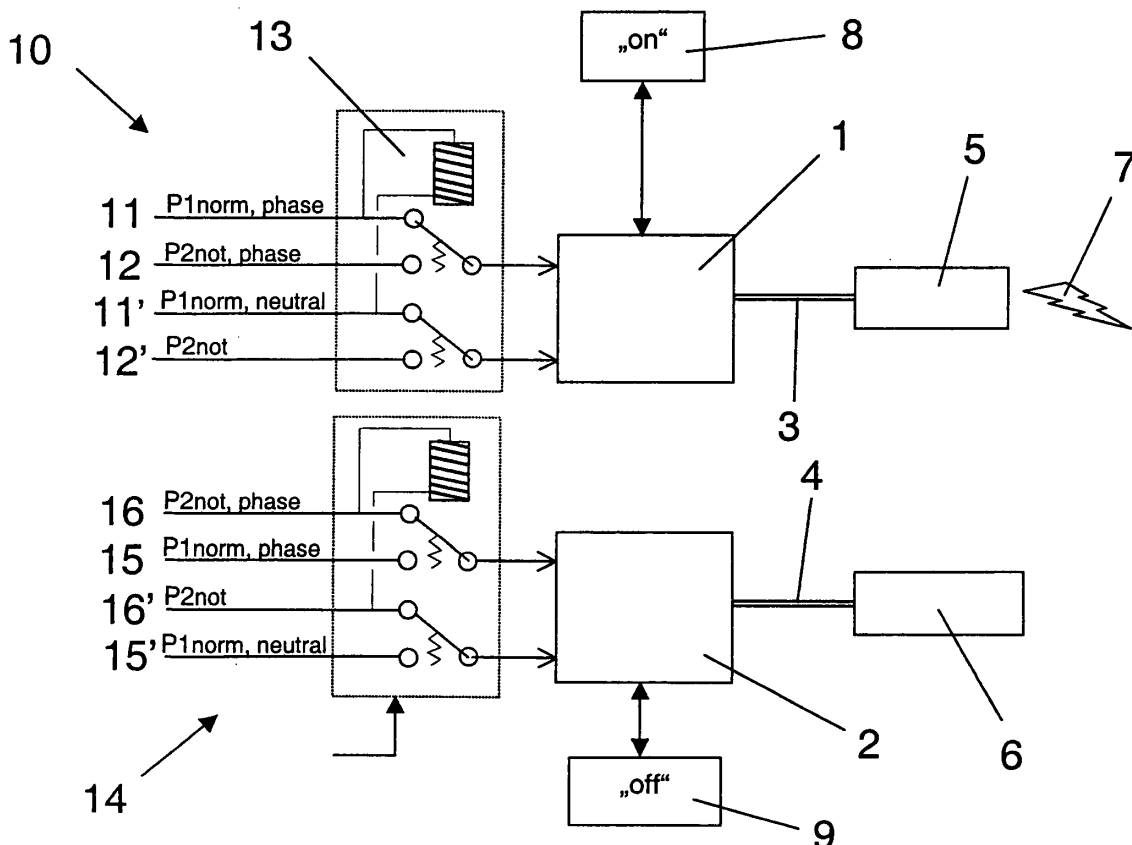 „on“
8
10
13
1
5
7
11 P1norm, phase
12 P2not, phase
11' P1norm, neutral
12' P2not
3
4
16 P2not, phase
15 P1norm, phase
16' P2not
15' P1norm, neutral
2
6
14
„off“
9